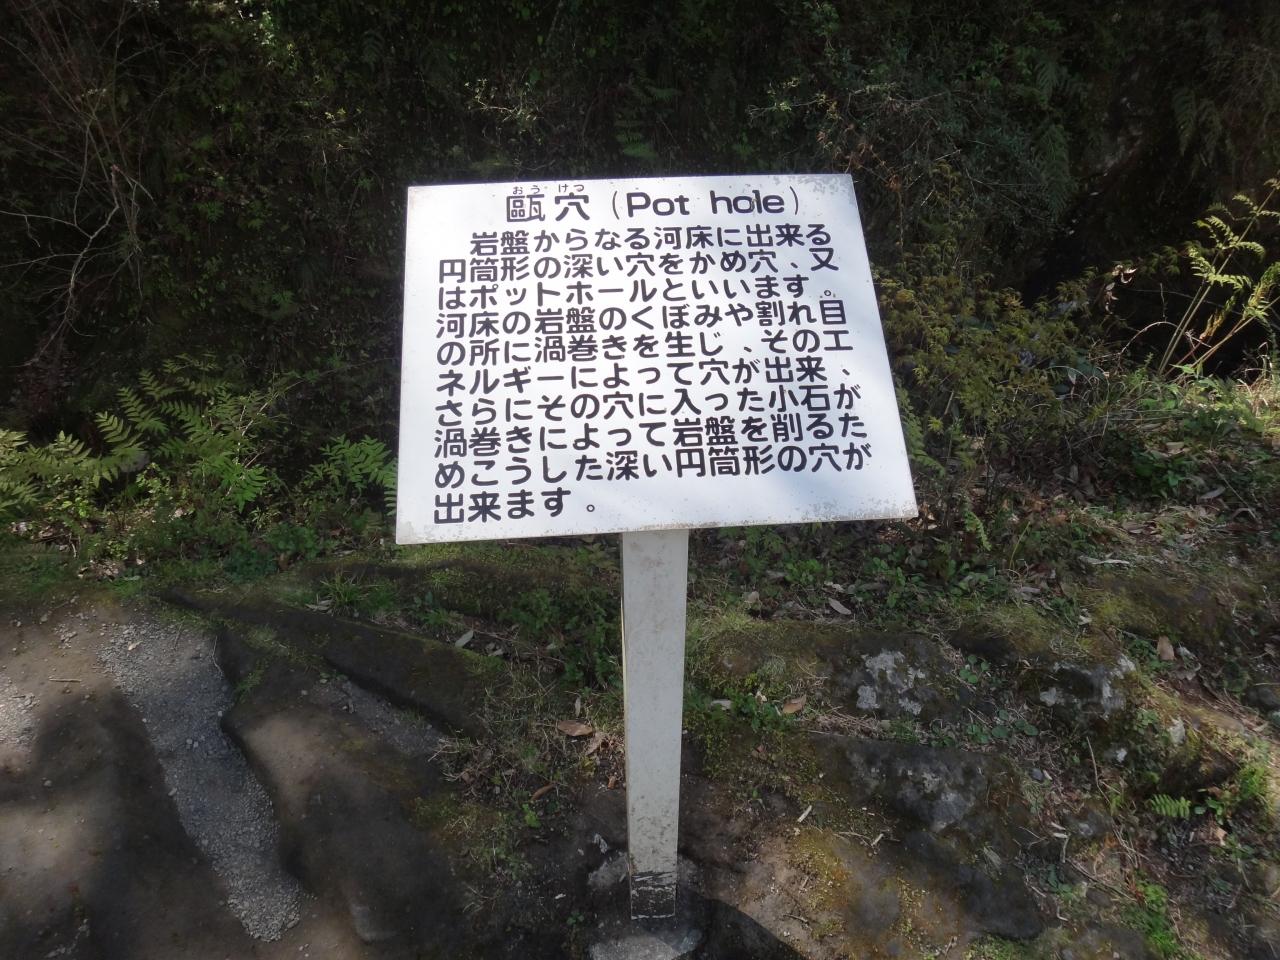 おうけつ
甌穴（Pot hole）
岩盤からなる河床に出来る
円筒形の深い穴をかめ穴、又
はポットホールといいます。
河床の岩盤のくぼみや割れ目
の所に渦巻きを生じ、そのエ
ネルギーによって穴が出来、
さらにその穴に入った小石が
渦巻きによって岩盤を削るた
めこうした深い円筒形の穴が
出来ます。